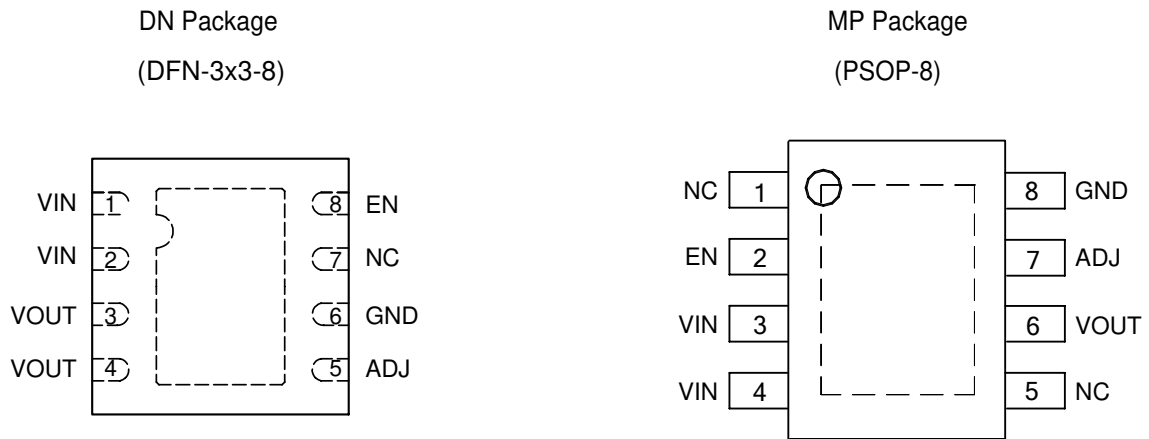 DN Package
(DFN-3x3-8)
VIN 1
VIN 2
VOUT 3
VOUT 4
8 EN
7 NC
6 GND
5 ADJ
MP Package
(PSOP-8)
NC 1
EN 2
VIN 3
VIN 4
8 GND
7 ADJ
6 VOUT
5 NC